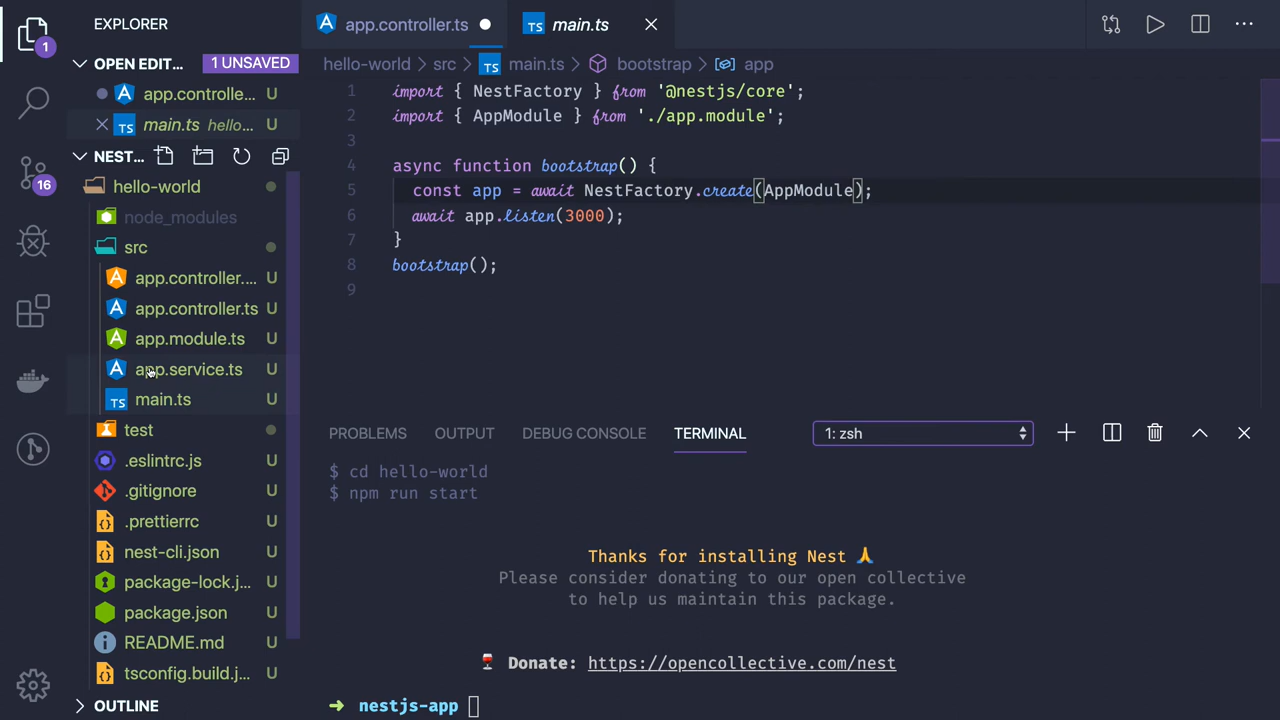 EXPLORER
OPEN EDIT... 1 UNSAVED
app.controlle... U
main.ts hello... U
NEST...
hello-world
node_modules
src
app.controller.... U
app.controller.ts U
app.module.ts U
app.service.ts U
main.ts U
test
.eslintrc.js U
.gitignore U
.prettierrc U
nest-cli.json U
package-lock.j... U
package.json U
README.md U
tsconfig.build.j... U
OUTLINE
1
16
app.controller.ts
TS main.ts
hello-world > src > TS main.ts > bootstrap > app
1 import { NestFactory } from '@nestjs/core';
2 import { AppModule } from './app.module';
3
4 async function bootstrap() {
5 const app = await NestFactory.create(AppModule);
6 await app.listen(3000);
7 }
8 bootstrap();
9
PROBLEMS OUTPUT DEBUG CONSOLE TERMINAL 1: zsh
$ cd hello-world
$ npm run start
Thanks for installing Nest 🙏
Please consider donating to our open collective
to help us maintain this package.
🍷 Donate: https://opencollective.com/nest
➜ nestjs-app